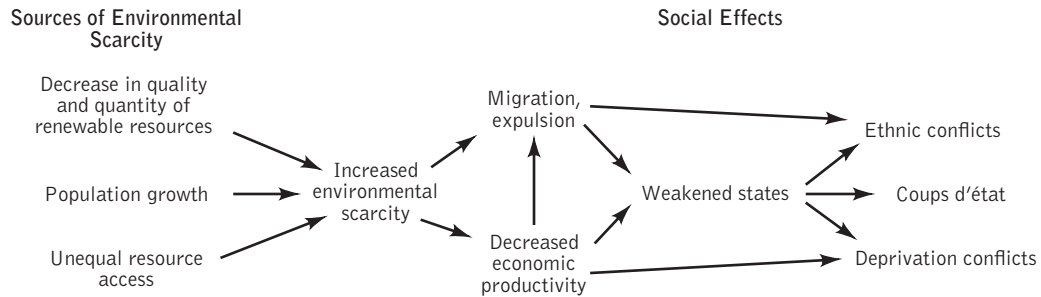 Sources of Environmental
Scarcity
Social Effects
Decrease in quality
and quantity of
renewable resources
Population growth
Unequal resource
access
Increased
environmental
scarcity
Migration,
expulsion
Decreased
economic
productivity
Weakened states
Ethnic conflicts
Coups d'état
Deprivation conflicts